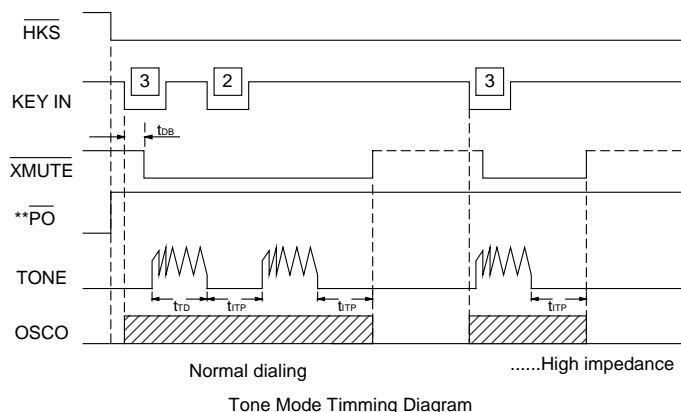 HKS
KEY IN
3
2
3
tDB
XMUTE
**PO
TONE
tTD
tITP
tITP
tITP
OSCO
Normal dialing
......High impedance
Tone Mode Timming Diagram